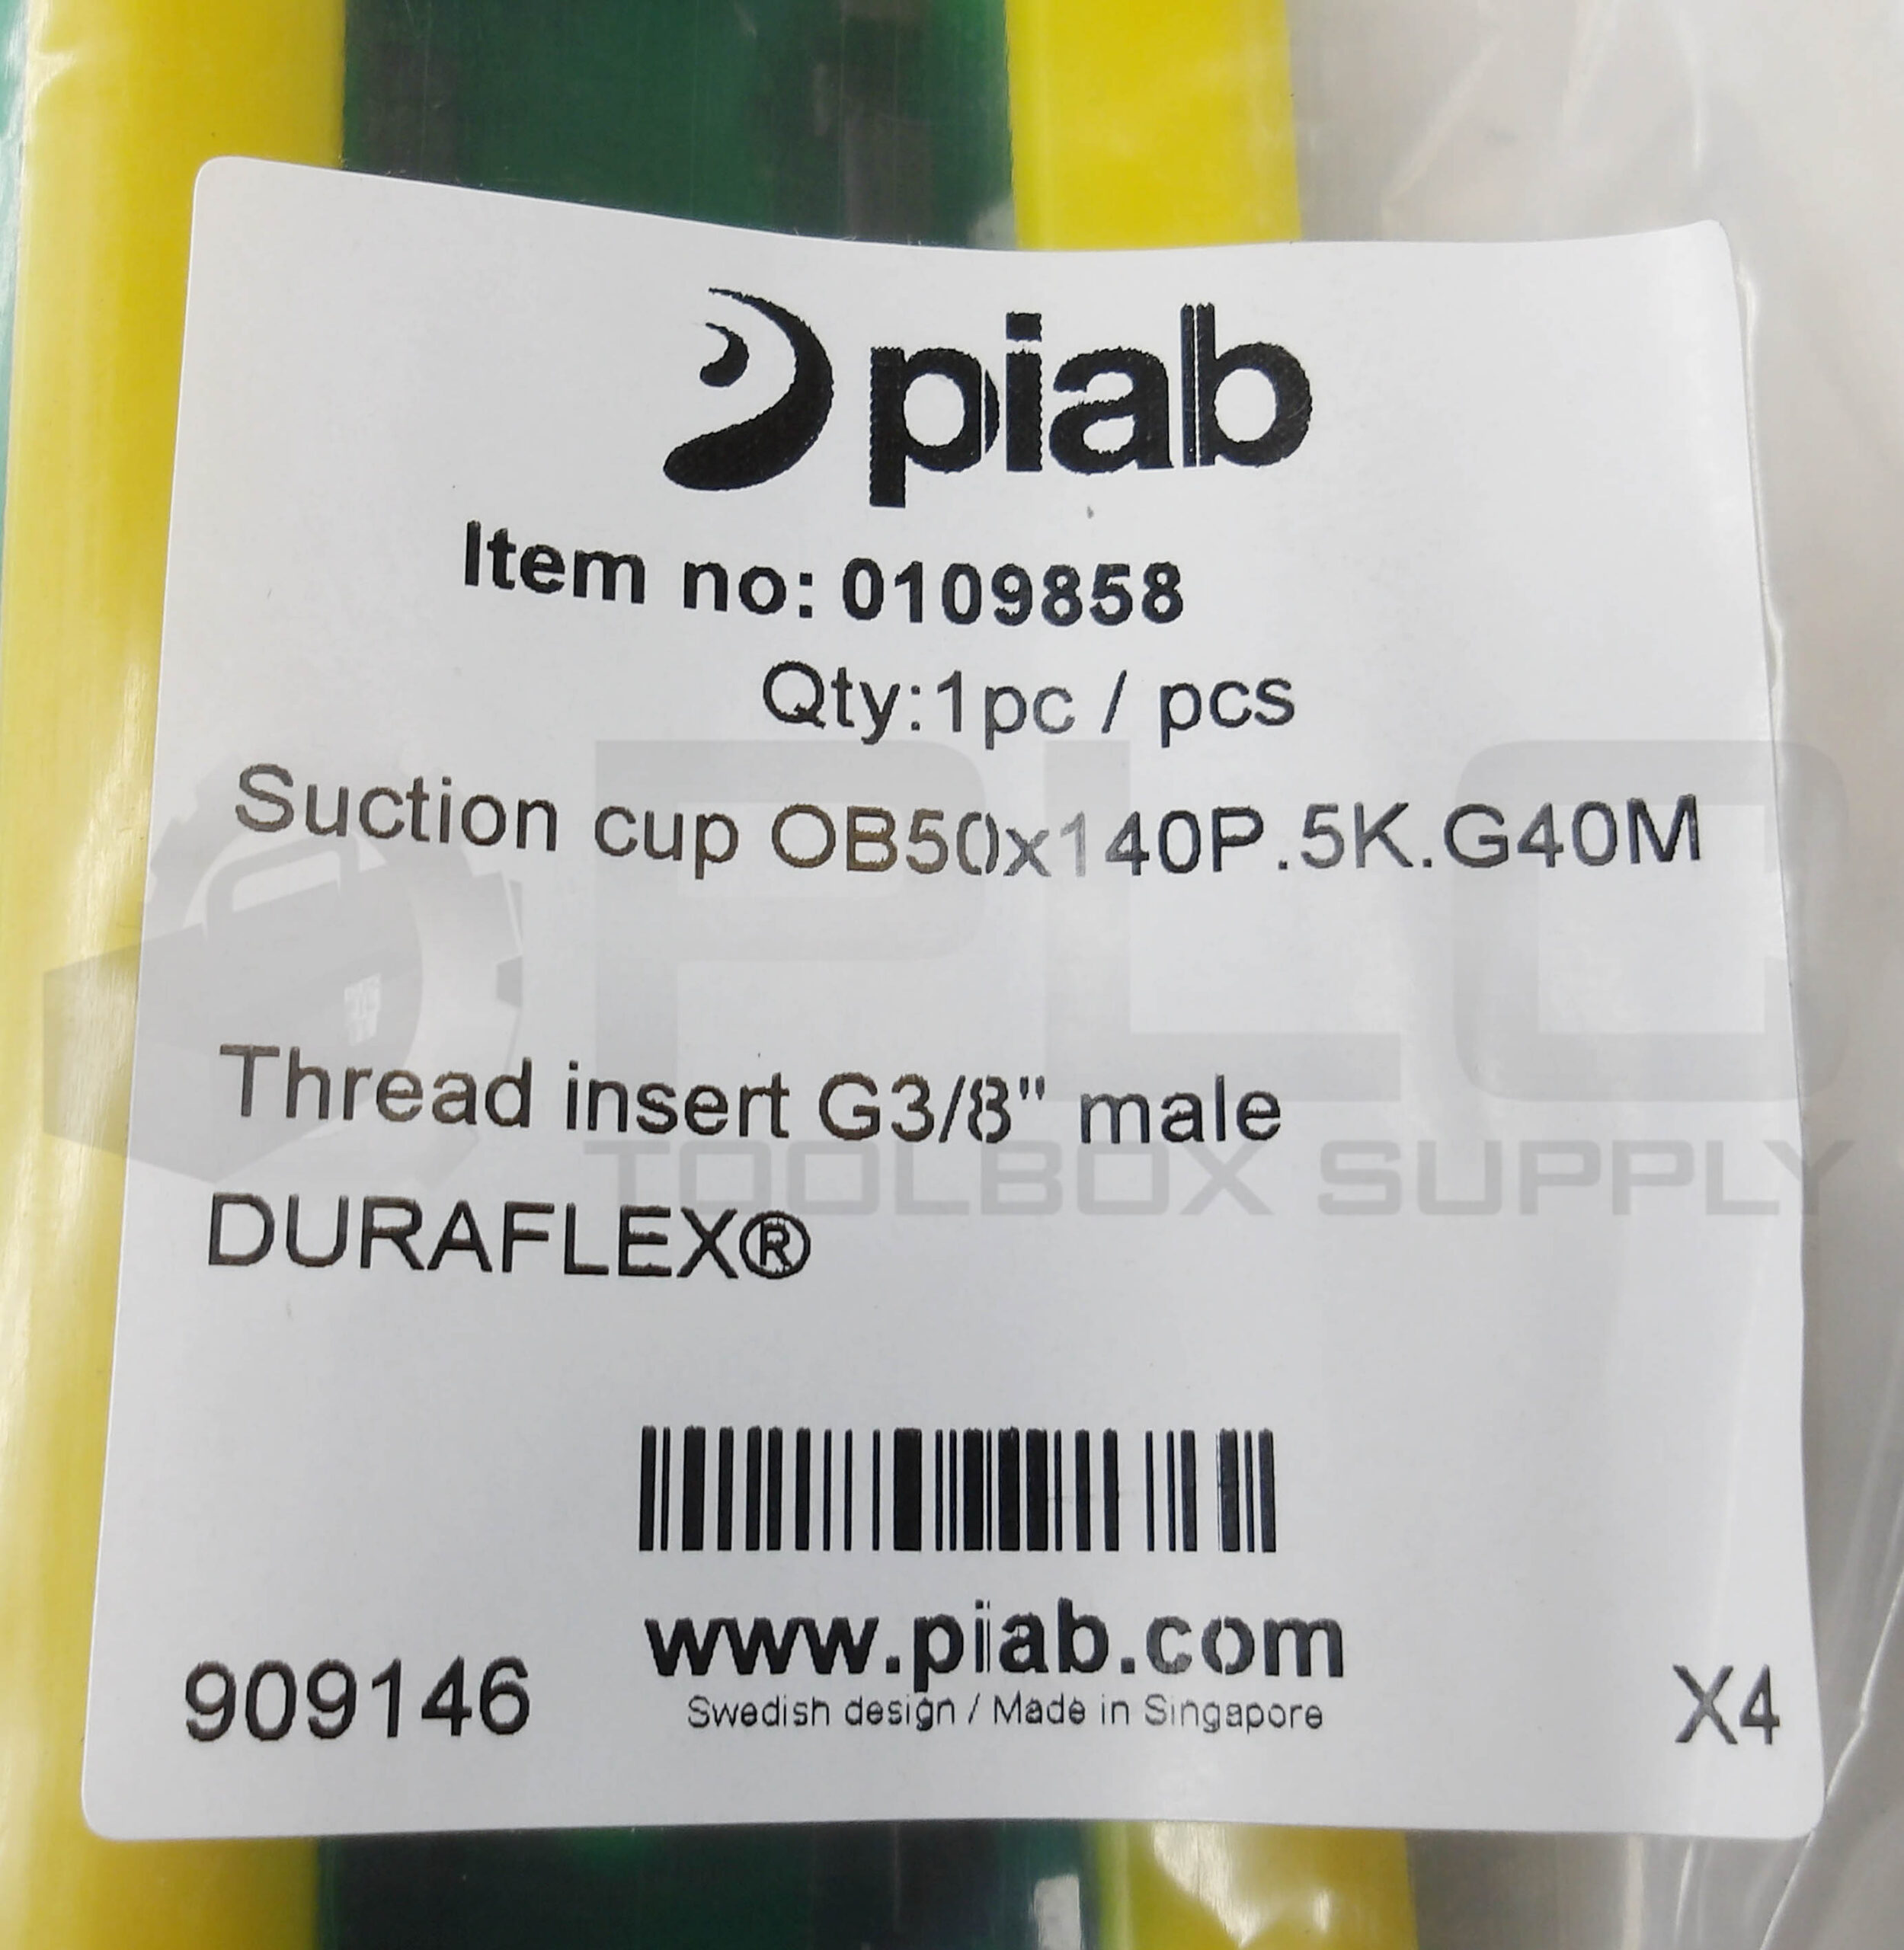 piab
Item no: 0109858
Qty:1pc / pcs
Suction cup OB50x140P.5K.G40M
PLC
Thread insert G3/8" male
TOOLBOX SUPPLY
DURAFLEX®
www.piab.com
909146
Swedish design / Made in Singapore
X4